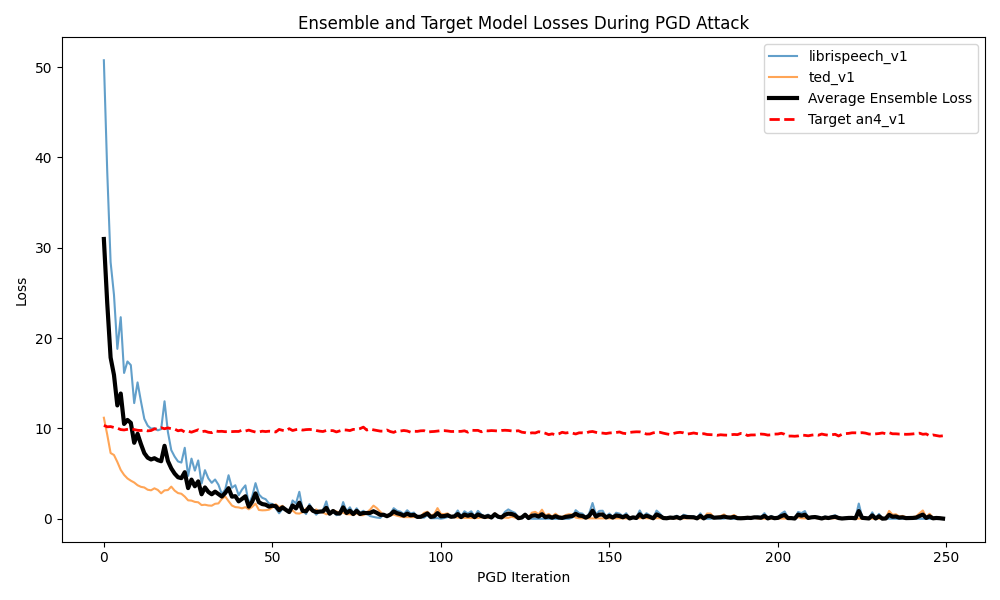 Ensemble and Target Model Losses During PGD Attack
librispeech_v1
ted_v1
Average Ensemble Loss
Target an4_v1
Loss
50
40
30
20
10
0
0 50 100 150 200 250
PGD Iteration